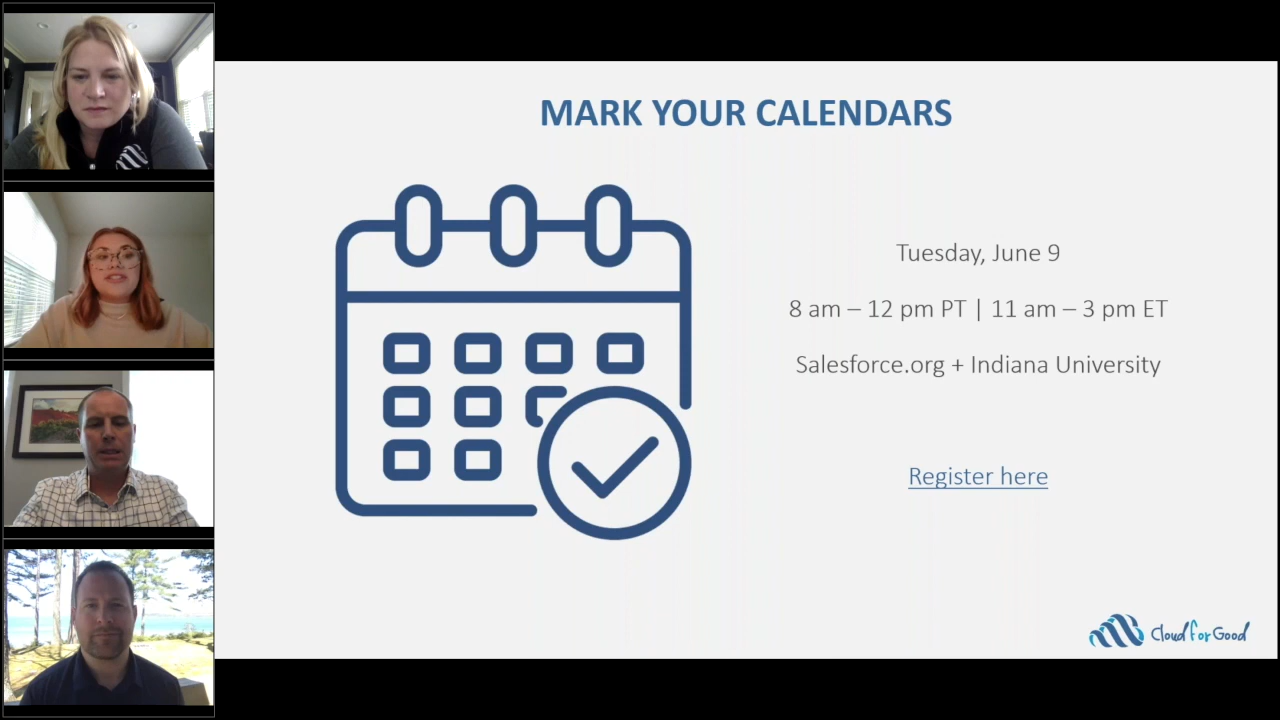 MARK YOUR CALENDARS
Tuesday, June 9
8 am – 12 pm PT | 11 am – 3 pm ET
Salesforce.org + Indiana University
Register here
Cloud for Good